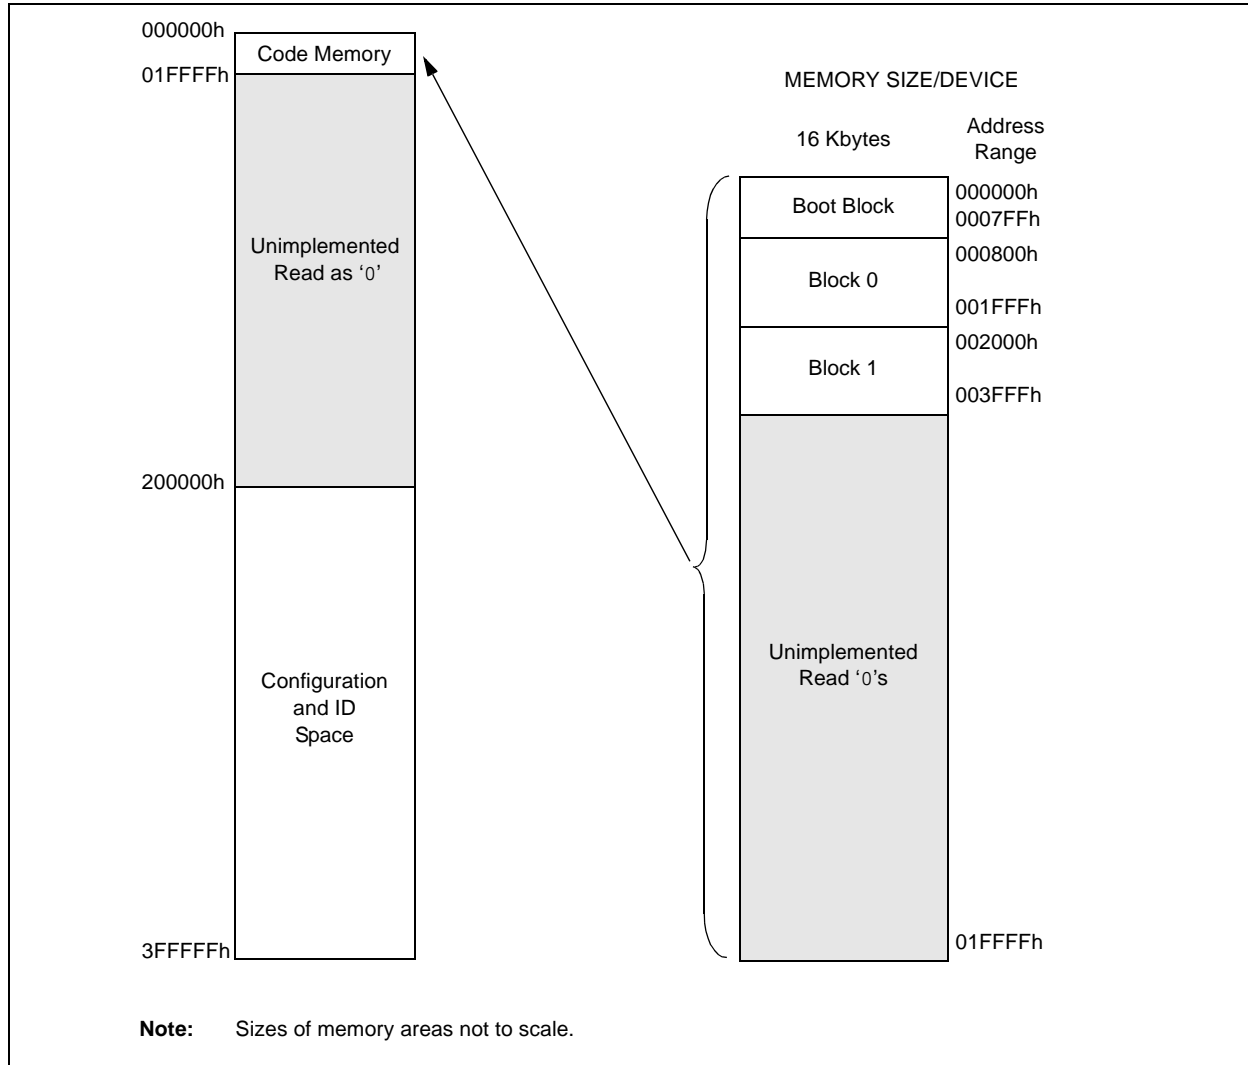 000000h
Code Memory
01FFFFh
Unimplemented
Read as ‘0’
200000h
Configuration
and ID
Space
3FFFFFh
MEMORY SIZE/DEVICE
16 Kbytes
Address
Range
Boot Block
000000h
0007FFh
Block 0
000800h
001FFFh
Block 1
002000h
003FFFh
Unimplemented
Read ‘0’s
01FFFFh
Note: Sizes of memory areas not to scale.